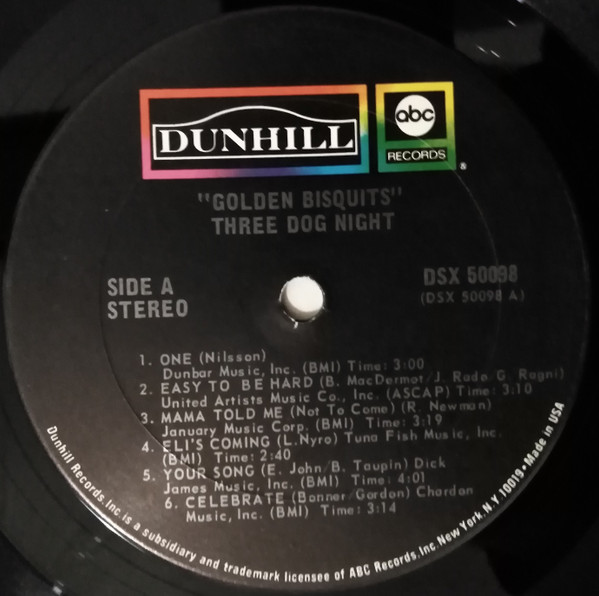 DUNHILL
abc
RECORDS
®
"GOLDEN BISQUITS"
THREE DOG NIGHT
SIDE A
STEREO
DSX 50098
(DSX 50098 A)
1. ONE (Nilsson)
Dunbar Music, Inc. (BMI) Time: 3:00
2. EASY TO BE HARD (B. MacDermot/J. Rado G. Ragni)
United Artists Music Co., Inc. (ASCAP) Time: 3:10
3. MAMA TOLD ME (Not To Come) (R. Newman)
January Music Corp. (BMI) Time: 3:19
4. ELI'S COMING (L.Nyro) Tuna Fish Music, Inc.
(BMI) Time: 2:40
5. YOUR SONG (E. John/B. Taupin) Dick
James Music, Inc. (BMI) Time: 4:01
6. CELEBRATE (Bonner/Gordon) Chardon
Music, Inc. (BMI) Time: 3:14
Dunhill Records,Inc.is a subsidiary and trademark licensee of ABC Records,Inc.New York,N.Y.10019•Made in USA